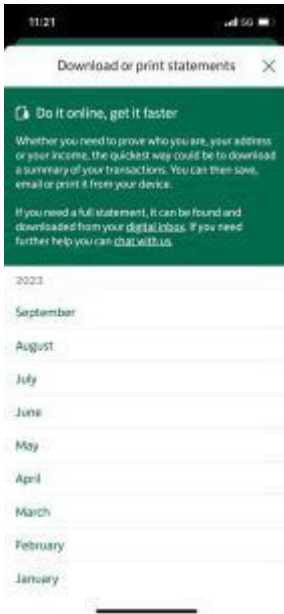 11:21
5G
Download or print statements
Do it online, get it faster
Whether you need to prove who you are, your address
or your income, the quickest way could be to download
a summary of your transactions. You can then save,
email or print it from your device.
If you need a full statement, it can be found and
downloaded from your digital inbox. If you need
further help you can chat with us.
2023
September
August
July
June
May
April
March
February
January